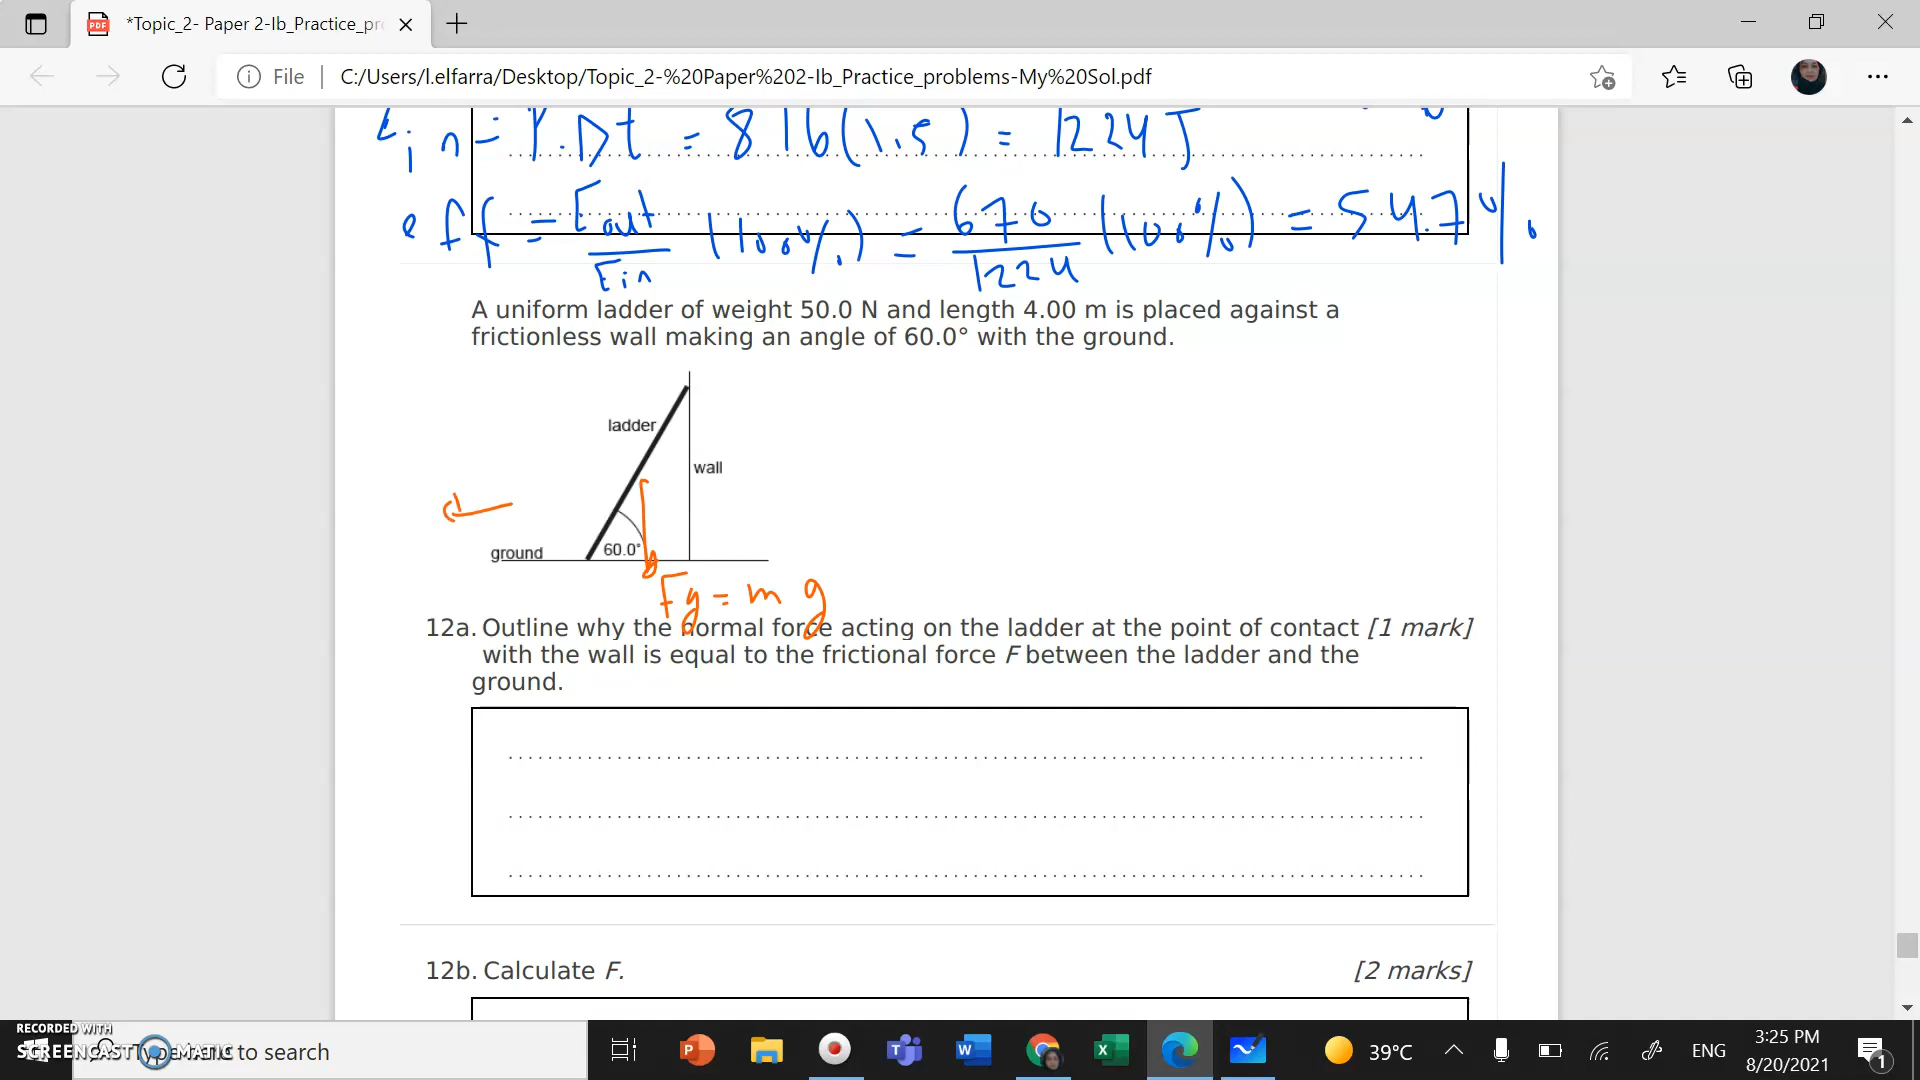 *Topic_2- Paper 2-Ib_Practice_pr
File
C:/Users/l.elfarra/Desktop/Topic_2-%20Paper%202-Ib_Practice_problems-My%20Sol.pdf
in = P.Dt = 816(1.5) = 1224J
eff = Eout/Ein (100%) = 670/1224 (100%) = 54.7%
A uniform ladder of weight 50.0 N and length 4.00 m is placed against a
frictionless wall making an angle of 60.0° with the ground.
ladder
wall
ground
60.0°
Fg = mg
12a. Outline why the normal force acting on the ladder at the point of contact [1 mark]
with the wall is equal to the frictional force F between the ladder and the
ground.
12b. Calculate F. [2 marks]
RECORDED WITH
SCREENCAST MATIC
to search
39°C
ENG
3:25 PM
8/20/2021
1